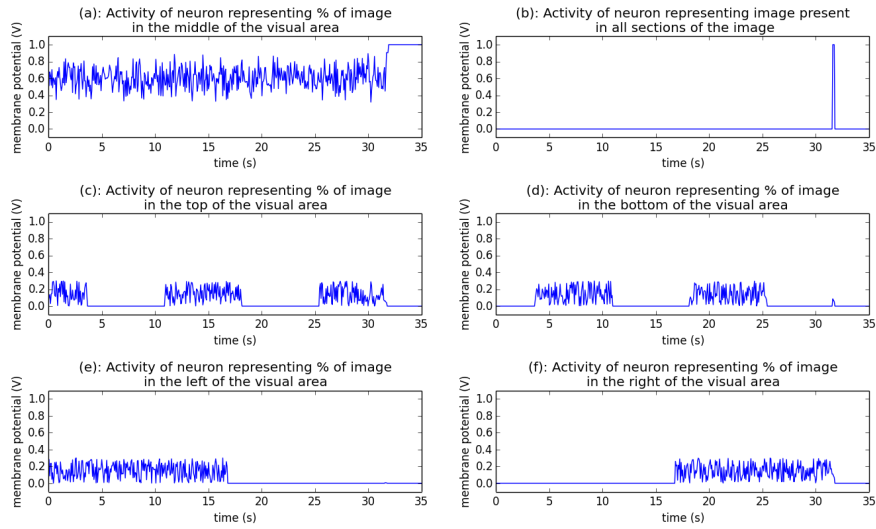 (a): Activity of neuron representing % of image
in the middle of the visual area
membrane potential (V)
1.0
0.8
0.6
0.4
0.2
0.0
0 5 10 15 20 25 30 35
time (s)
(b): Activity of neuron representing image present
in all sections of the image
membrane potential (V)
1.0
0.8
0.6
0.4
0.2
0.0
0 5 10 15 20 25 30 35
time (s)
(c): Activity of neuron representing % of image
in the top of the visual area
membrane potential (V)
1.0
0.8
0.6
0.4
0.2
0.0
0 5 10 15 20 25 30 35
time (s)
(d): Activity of neuron representing % of image
in the bottom of the visual area
membrane potential (V)
1.0
0.8
0.6
0.4
0.2
0.0
0 5 10 15 20 25 30 35
time (s)
(e): Activity of neuron representing % of image
in the left of the visual area
membrane potential (V)
1.0
0.8
0.6
0.4
0.2
0.0
0 5 10 15 20 25 30 35
time (s)
(f): Activity of neuron representing % of image
in the right of the visual area
membrane potential (V)
1.0
0.8
0.6
0.4
0.2
0.0
0 5 10 15 20 25 30 35
time (s)